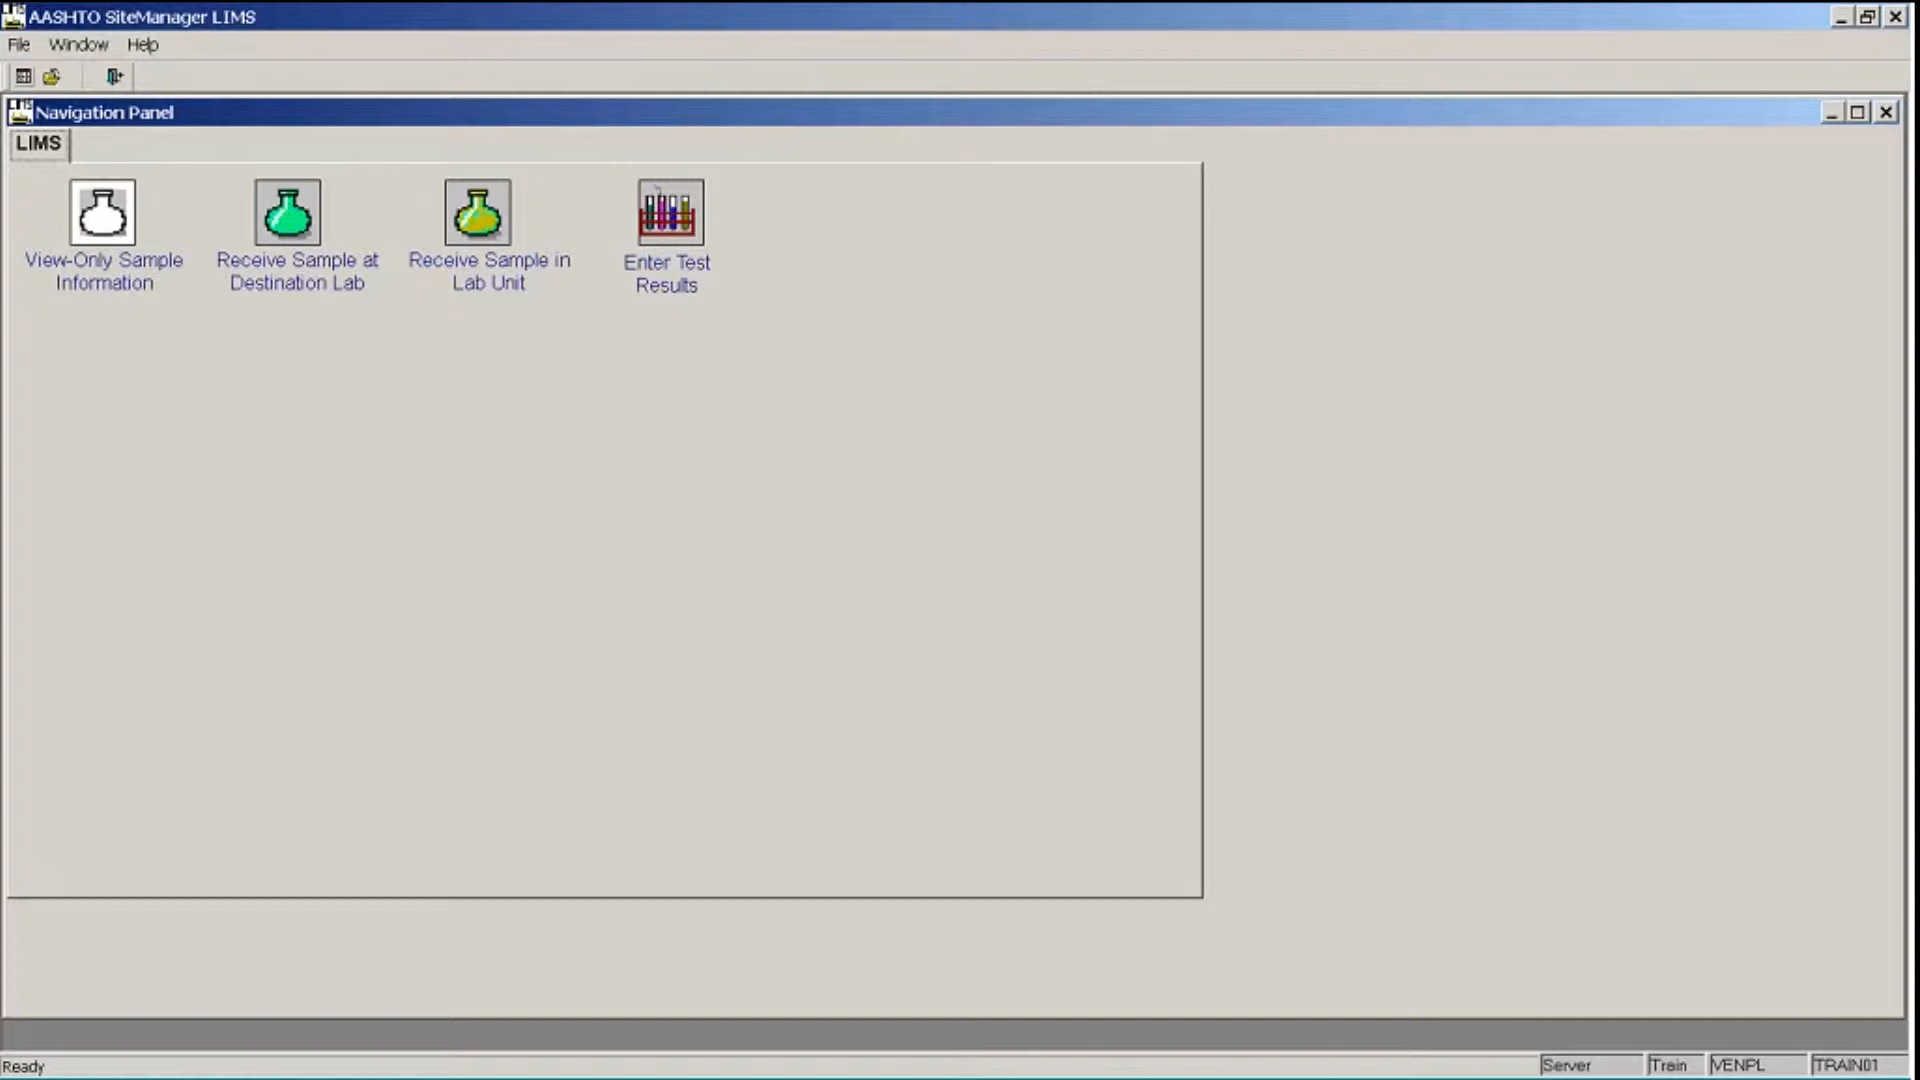 AASHTO SiteManager LIMS
File Window Help
Navigation Panel
LIMS
View-Only Sample
Information
Receive Sample at
Destination Lab
Receive Sample in
Lab Unit
Enter Test
Results
Ready Server Train VENPL TRAIN01